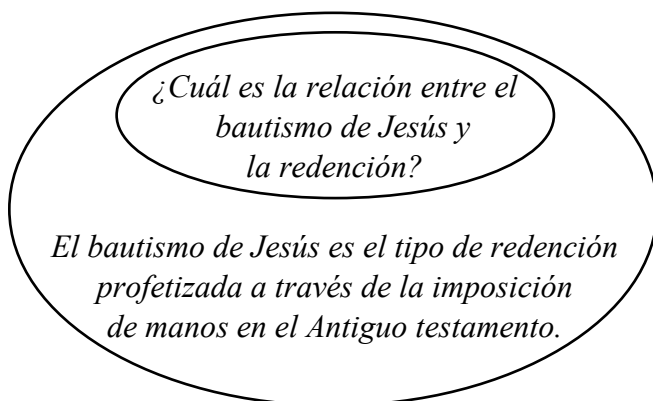 ¿Cuál es la relación entre el
bautismo de Jesús y
la redención?
El bautismo de Jesús es el tipo de redención
profetizada a través de la imposición
de manos en el Antiguo testamento.